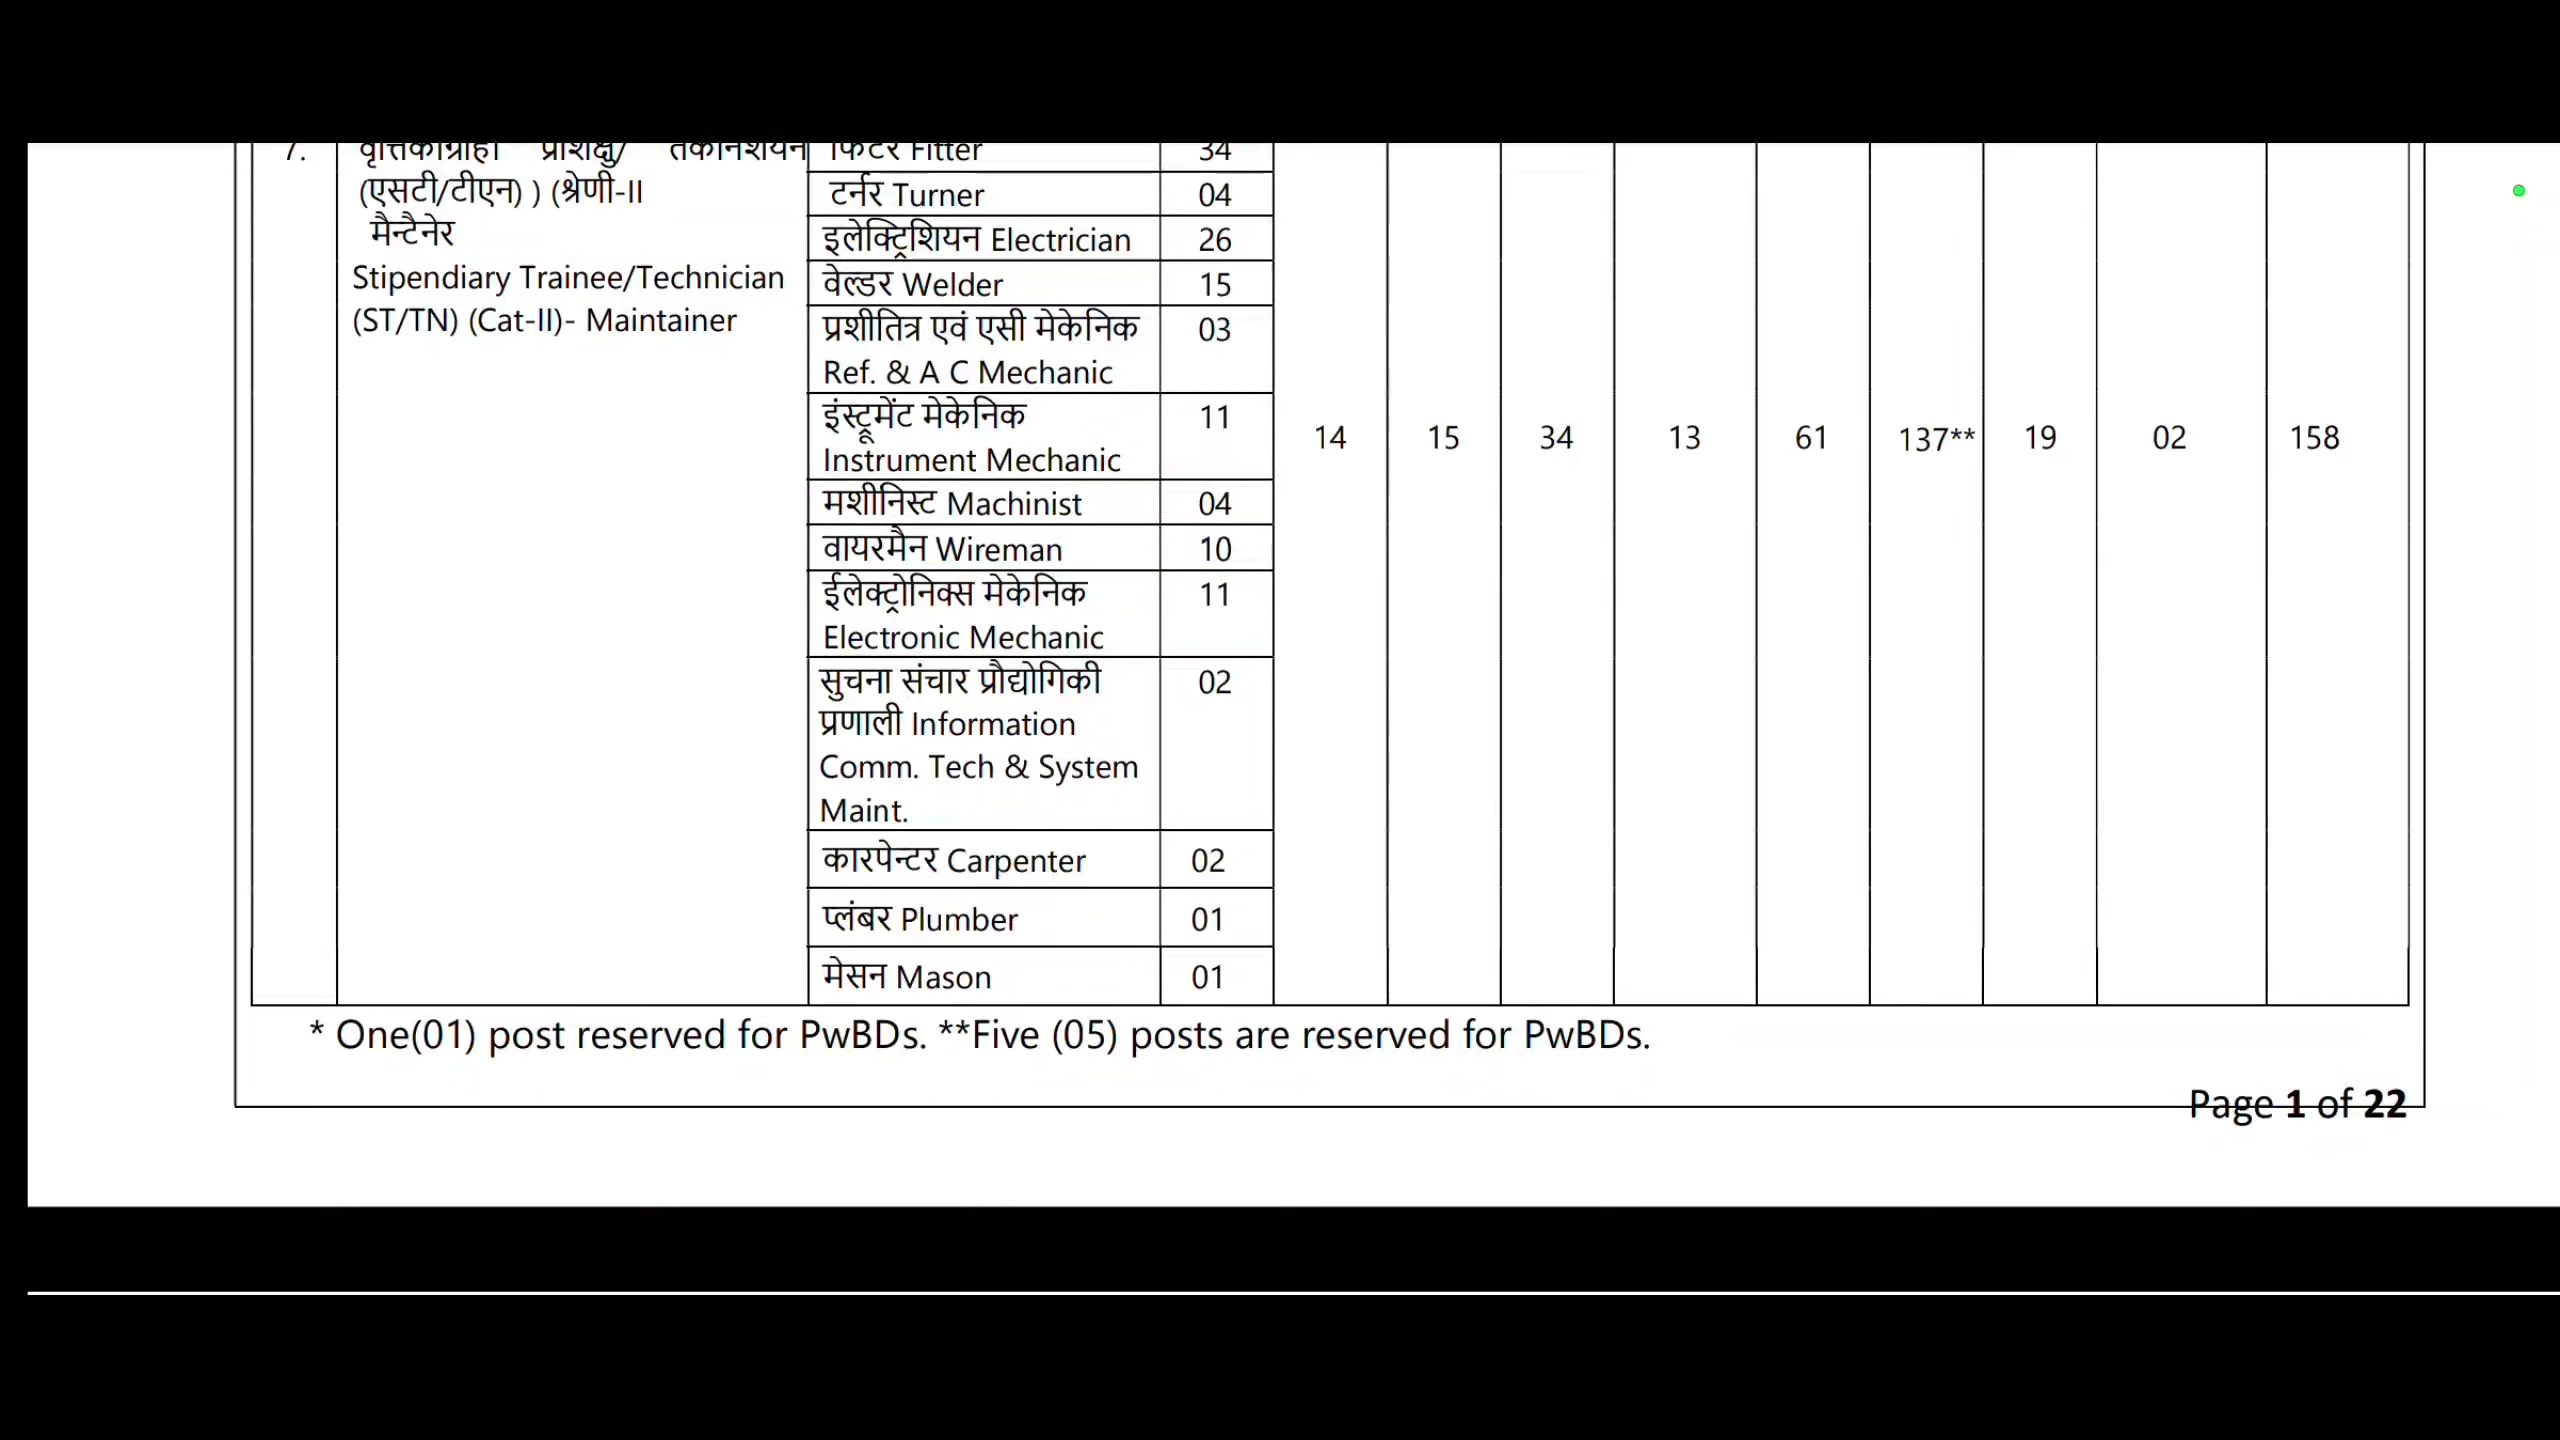 7. वृत्तिकाग्राही प्रशिक्षु/ तकनिशियन फिटर Fitter 34
(एसटी/टीएन) ) (श्रेणी-II
मैन्टैनेर
Stipendiary Trainee/Technician
(ST/TN) (Cat-II)- Maintainer
टर्नर Turner 04
इलेक्ट्रिशियन Electrician 26
वेल्डर Welder 15
प्रशीतित्र एवं एसी मेकेनिक 03
Ref. & A C Mechanic
इंस्ट्रूमेंट मेकेनिक 11
Instrument Mechanic
14 15 34 13 61 137** 19 02 158
मशीनिस्ट Machinist 04
वायरमैन Wireman 10
ईलेक्ट्रोनिक्स मेकेनिक 11
Electronic Mechanic
सुचना संचार प्रौद्योगिकी 02
प्रणाली Information
Comm. Tech & System
Maint.
कारपेन्टर Carpenter 02
प्लंबर Plumber 01
मेसन Mason 01
* One(01) post reserved for PwBDs. **Five (05) posts are reserved for PwBDs.
Page 1 of 22